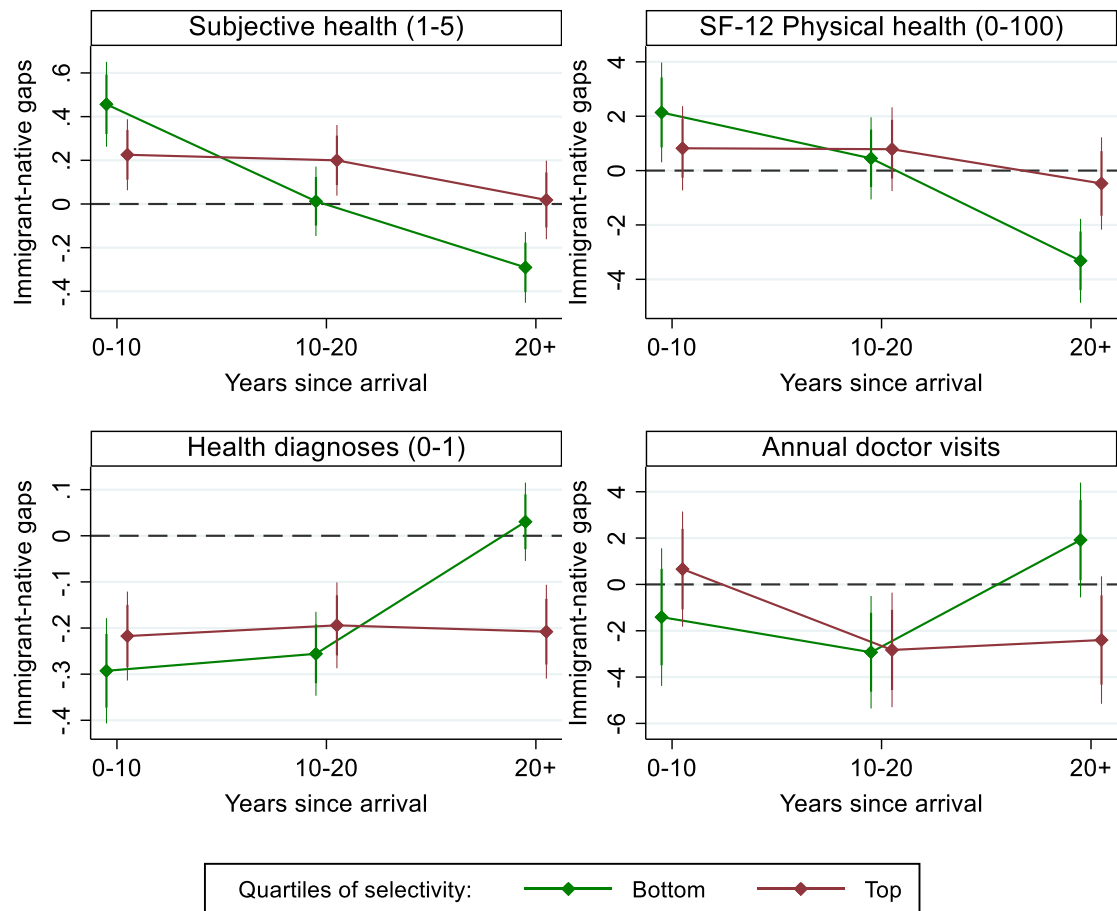 Subjective health (1-5)
Immigrant-native gaps
.6
.4
.2
0
-.2
-.4
0-10
10-20
20+
Years since arrival
SF-12 Physical health (0-100)
Immigrant-native gaps
4
2
0
-2
-4
0-10
10-20
20+
Years since arrival
Health diagnoses (0-1)
Immigrant-native gaps
.1
0
-.1
-.2
-.3
-.4
0-10
10-20
20+
Years since arrival
Annual doctor visits
Immigrant-native gaps
4
2
0
-2
-4
-6
0-10
10-20
20+
Years since arrival
Quartiles of selectivity: Bottom Top